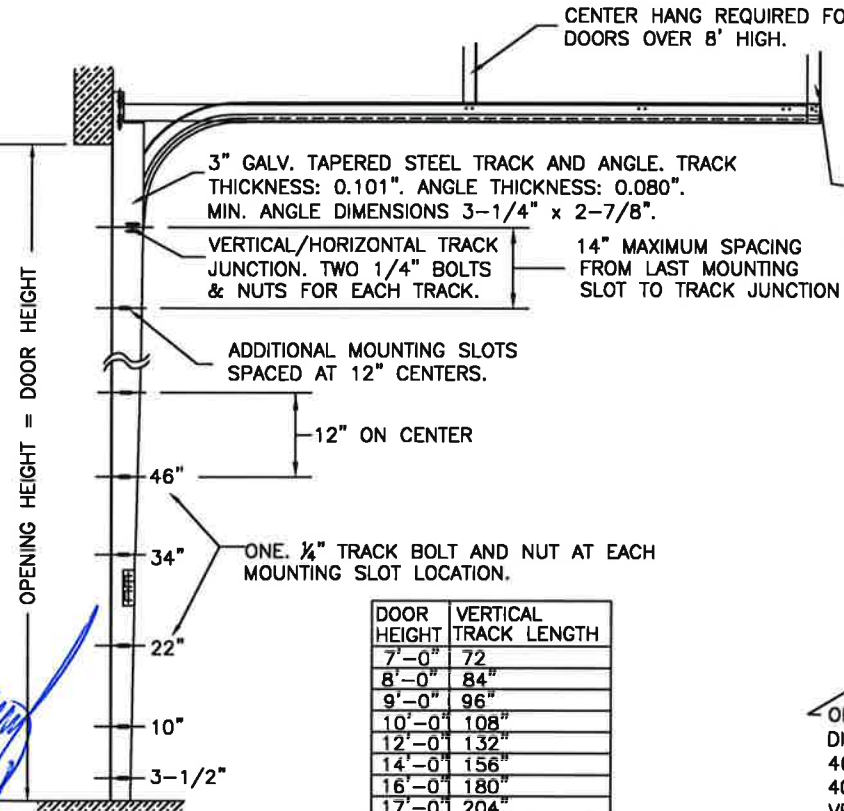 CENTER HANG REQUIRED FO
DOORS OVER 8' HIGH.
3" GALV. TAPERED STEEL TRACK AND ANGLE. TRACK
THICKNESS: 0.101". ANGLE THICKNESS: 0.080".
MIN. ANGLE DIMENSIONS 3-1/4" x 2-7/8".
VERTICAL/HORIZONTAL TRACK
JUNCTION. TWO 1/4" BOLTS
& NUTS FOR EACH TRACK.
14" MAXIMUM SPACING
FROM LAST MOUNTING
SLOT TO TRACK JUNCTION
ADDITIONAL MOUNTING SLOTS
SPACED AT 12" CENTERS.
12" ON CENTER
OPENING HEIGHT = DOOR HEIGHT
46"
34"
ONE. ¼" TRACK BOLT AND NUT AT EACH
MOUNTING SLOT LOCATION.
22"
10"
3-1/2"
DOOR HEIGHT VERTICAL TRACK LENGTH
7'-0" 72
8'-0" 84"
9'-0" 96"
10'-0" 108"
12'-0" 132"
14'-0" 156"
16'-0" 180"
17'-0" 204"
DI
40
40